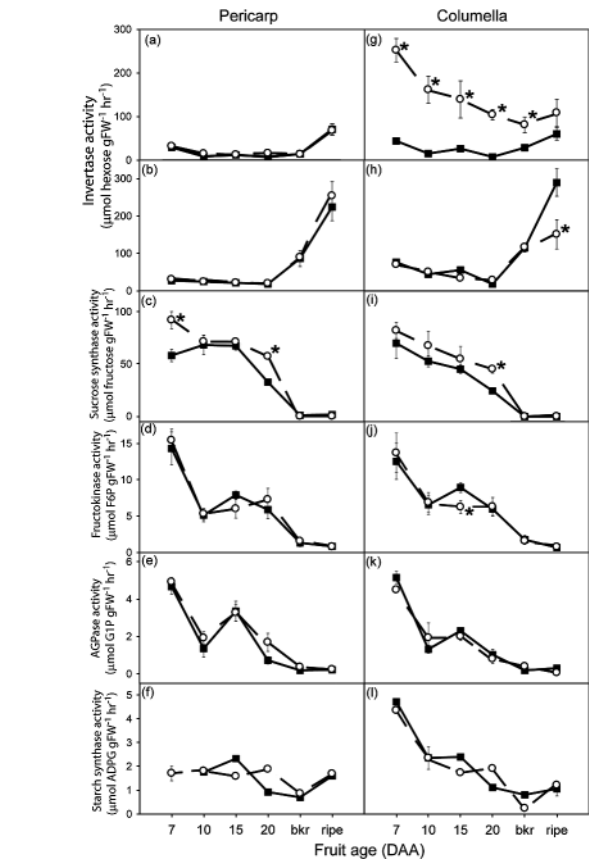 Pericarp
Columella
(a)
(g)
300
200
100
0
*
*
*
*
*
Invertase activity
(µmol hexose gFW⁻¹ hr⁻¹)
(b)
(h)
300
200
100
0
*
(c)
(i)
100
50
0
*
*
*
Sucrose synthase activity
(µmol fructose gFW⁻¹ hr⁻¹)
(d)
(j)
15
10
5
0
*
Fructokinase activity
(µmol F6P gFW⁻¹ hr⁻¹)
(e)
(k)
6
4
2
0
AGPase activity
(µmol G1P gFW⁻¹ hr⁻¹)
(f)
(l)
5
4
3
2
1
0
Starch synthase activity
(µmol ADPG gFW⁻¹ hr⁻¹)
7 10 15 20 bkr ripe
7 10 15 20 bkr ripe
Fruit age (DAA)